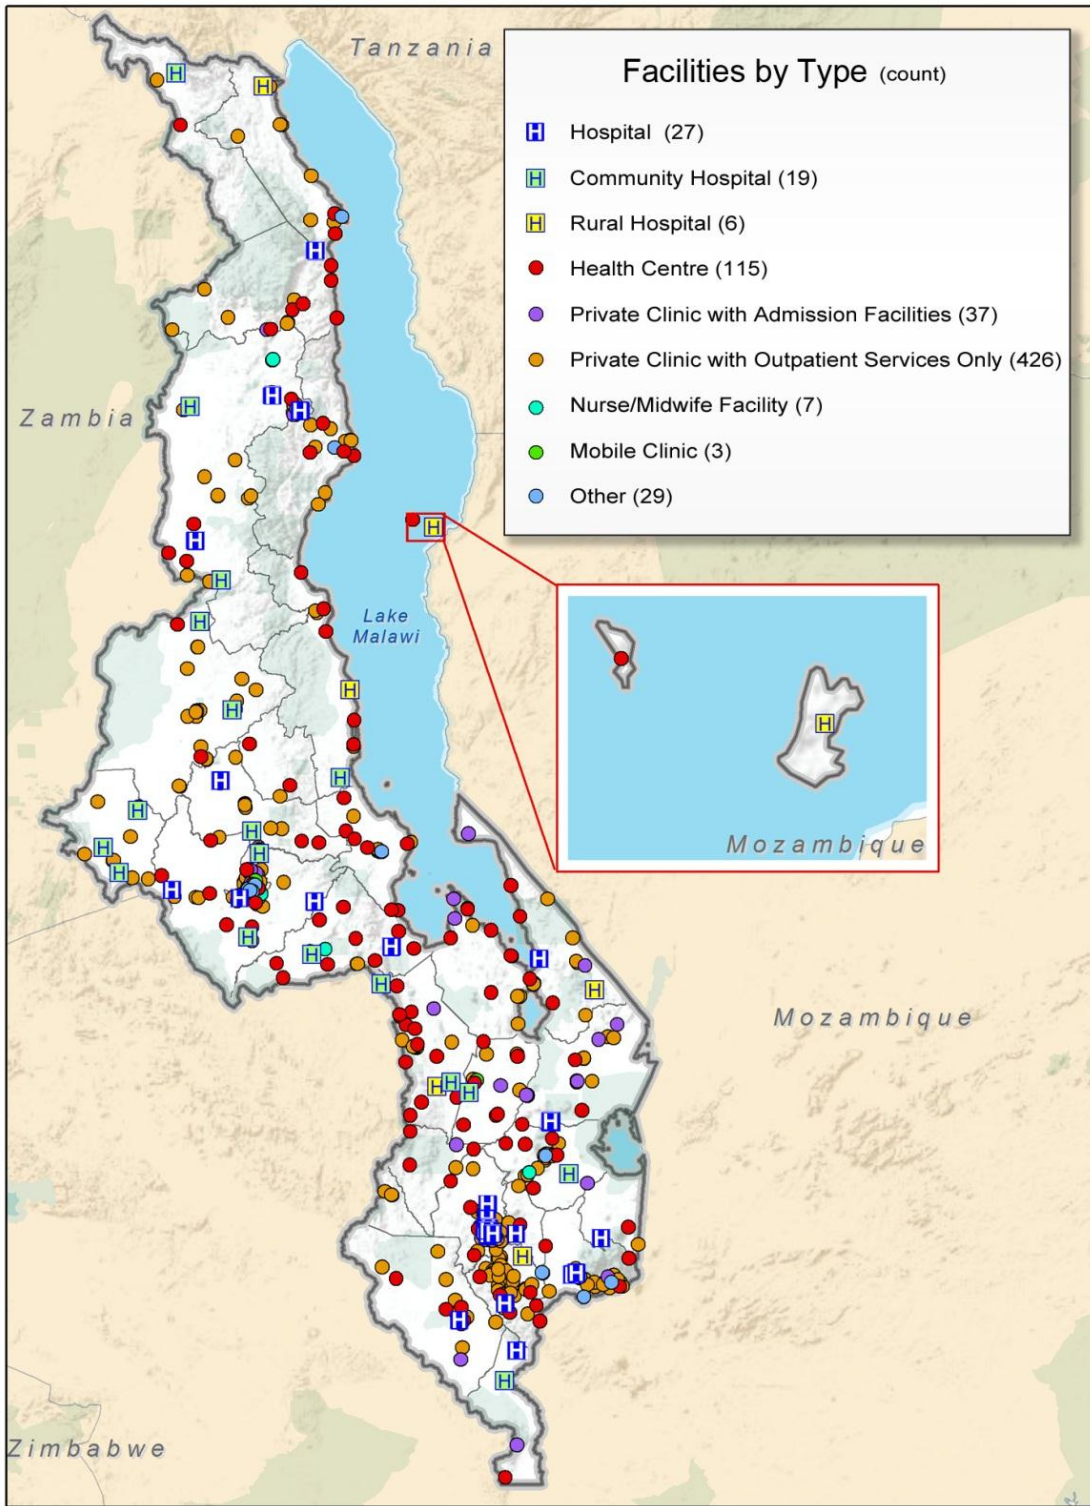 Tanzania
Facilities by Type (count)
H Hospital (27)
H Community Hospital (19)
H Rural Hospital (6)
Health Centre (115)
Private Clinic with Admission Facilities (37)
Private Clinic with Outpatient Services Only (426)
Nurse/Midwife Facility (7)
Mobile Clinic (3)
Other (29)
Zambia
Lake
Malawi
Mozambique
Mozambique
Zimbabwe